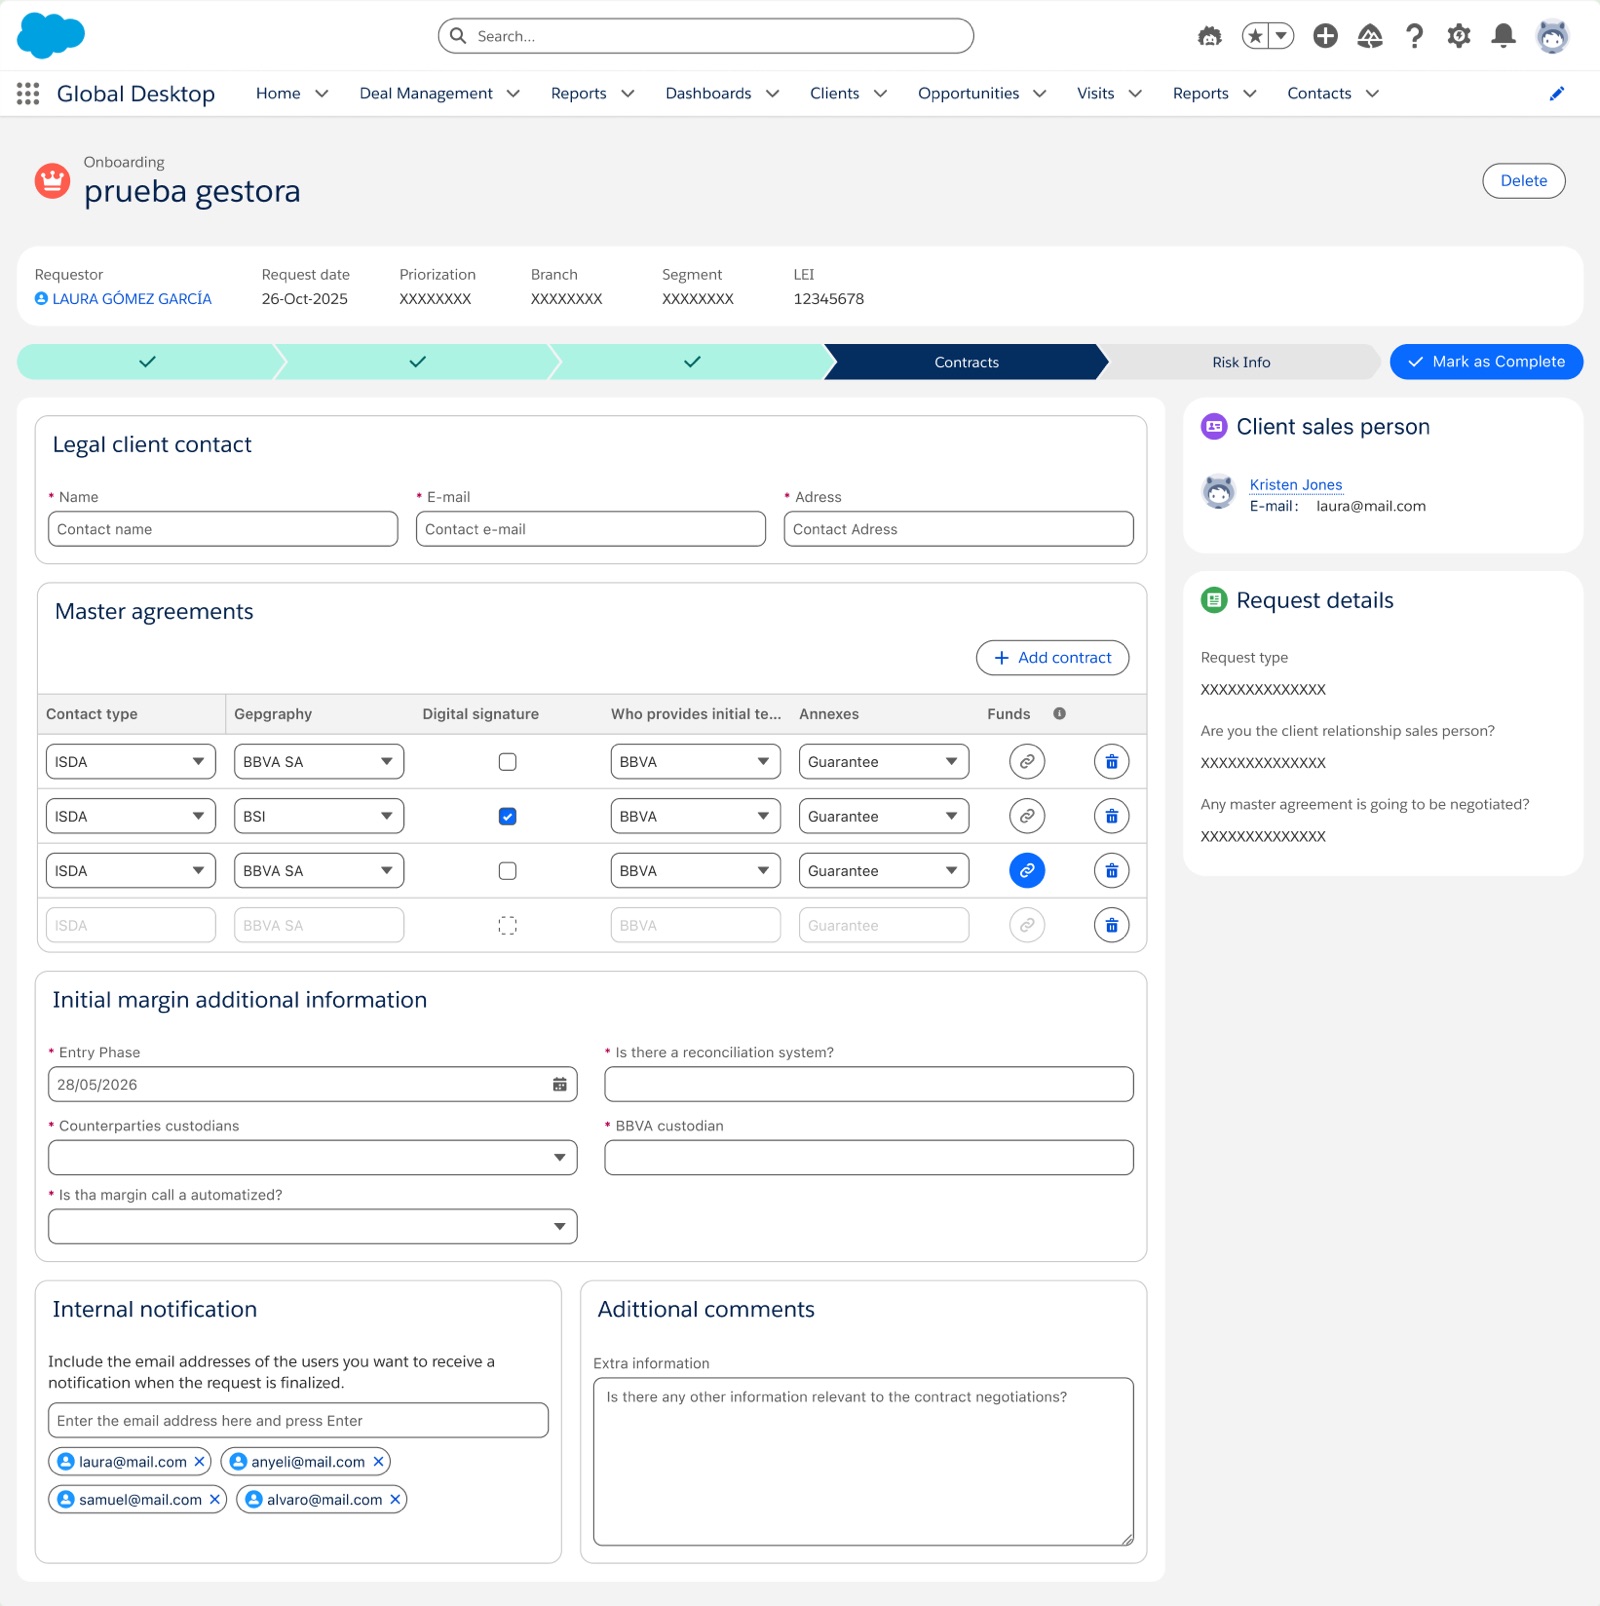 Search...
Global Desktop
Home
Deal Management
Reports
Dashboards
Clients
Opportunities
Visits
Reports
Contacts
Onboarding
prueba gestora
Delete
Requestor
LAURA GÓMEZ GARCÍA
Request date
26-Oct-2025
Priorization
XXXXXXXX
Branch
XXXXXXXX
Segment
XXXXXXXX
LEI
12345678
Contracts
Risk Info
Mark as Complete
Legal client contact
* Name
Contact name
* E-mail
Contact e-mail
* Adress
Contact Adress
Master agreements
Add contract
Contact type
Gepgraphy
Digital signature
Who provides initial te...
Annexes
Funds
ISDA
BBVA SA
BBVA
Guarantee
ISDA
BSI
BBVA
Guarantee
ISDA
BBVA SA
BBVA
Guarantee
ISDA
BBVA SA
BBVA
Guarantee
Initial margin additional information
* Entry Phase
28/05/2026
* Is there a reconciliation system?
* Counterparties custodians
* BBVA custodian
* Is tha margin call a automatized?
Internal notification
Include the email addresses of the users you want to receive a
notification when the request is finalized.
Enter the email address here and press Enter
laura@mail.com
anyeli@mail.com
samuel@mail.com
alvaro@mail.com
Adittional comments
Extra information
Is there any other information relevant to the contract negotiations?
Client sales person
Kristen Jones
E-mail: laura@mail.com
Request details
Request type
XXXXXXXXXXXXXX
Are you the client relationship sales person?
XXXXXXXXXXXXXX
Any master agreement is going to be negotiated?
XXXXXXXXXXXXXX